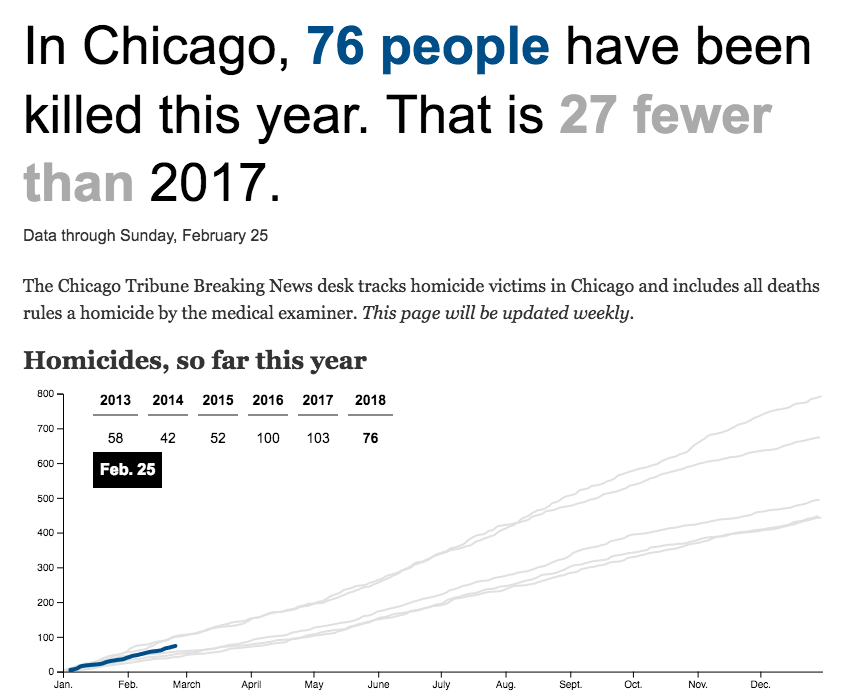 In Chicago, 76 people have been
killed this year. That is 27 fewer
than 2017.
Data through Sunday, February 25
The Chicago Tribune Breaking News desk tracks homicide victims in Chicago and includes all deaths
rules a homicide by the medical examiner. This page will be updated weekly.
Homicides, so far this year
2013 2014 2015 2016 2017 2018
58 42 52 100 103 76
Feb. 25
800
700
600
500
400
300
200
100
0
Jan. Feb. March April May June July Aug. Sept. Oct. Nov. Dec.